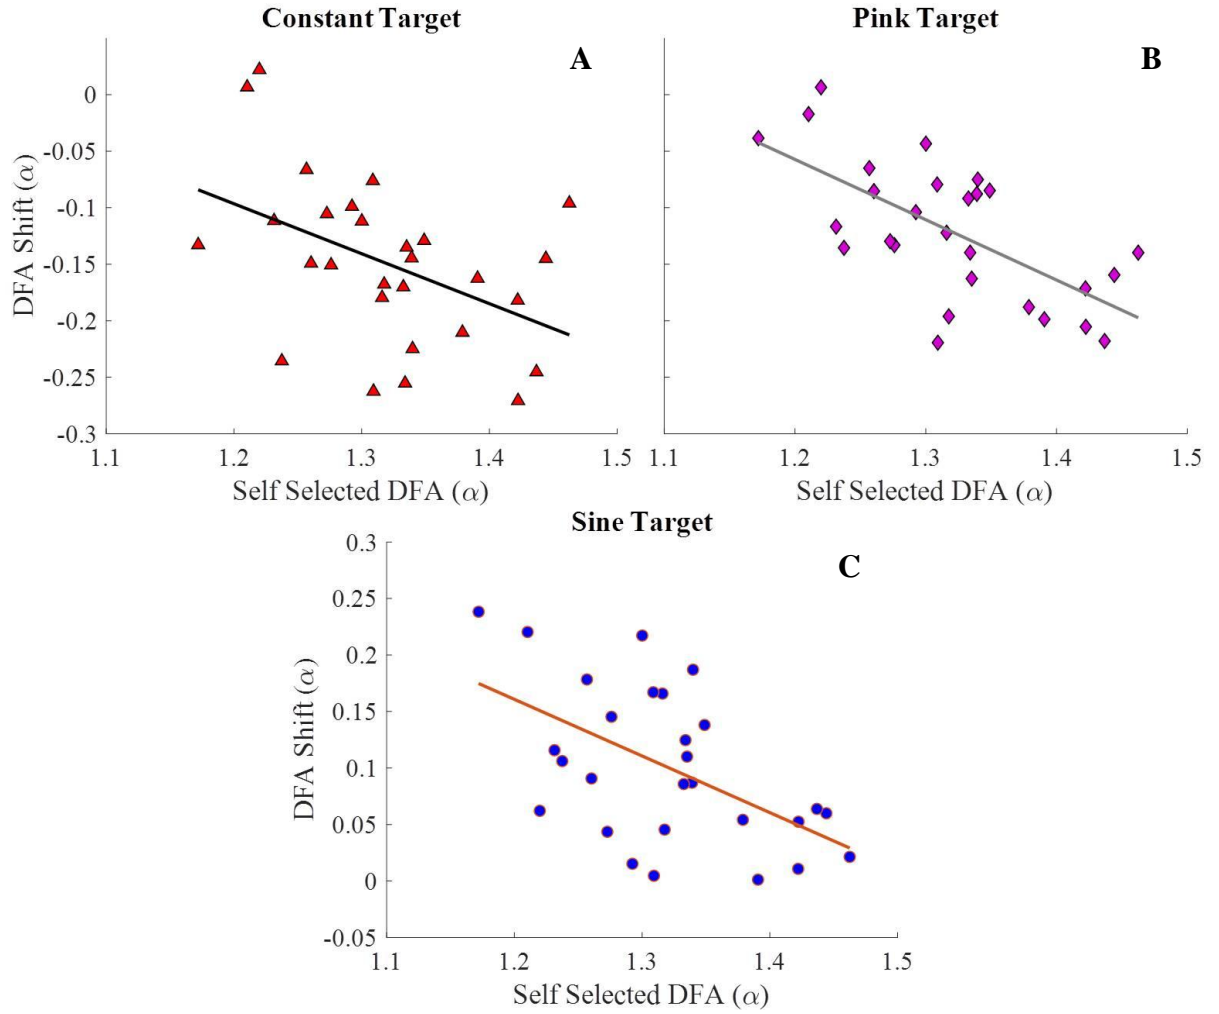 Constant Target
A
0
-0.05
-0.1
-0.15
-0.2
-0.25
-0.3
DFA Shift (α)
1.1 1.2 1.3 1.4 1.5
Self Selected DFA (α)
Pink Target
B
1.1 1.2 1.3 1.4 1.5
Self Selected DFA (α)
Sine Target
C
0.3
0.25
0.2
0.15
0.1
0.05
0
-0.05
DFA Shift (α)
1.1 1.2 1.3 1.4 1.5
Self Selected DFA (α)